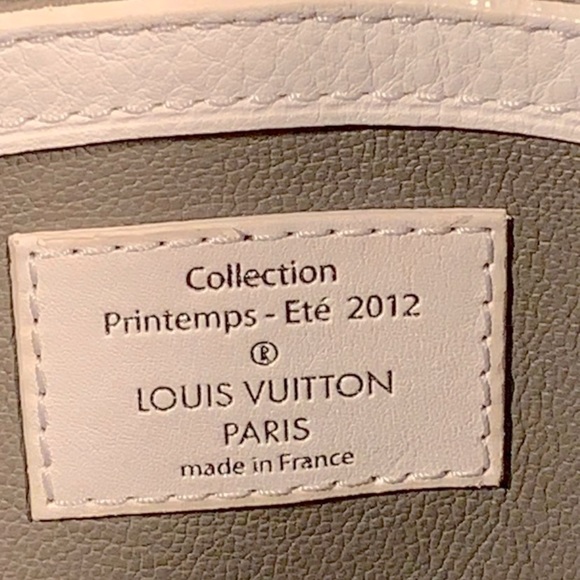 Collection
Printemps - Eté 2012
®
LOUIS VUITTON
PARIS
made in France